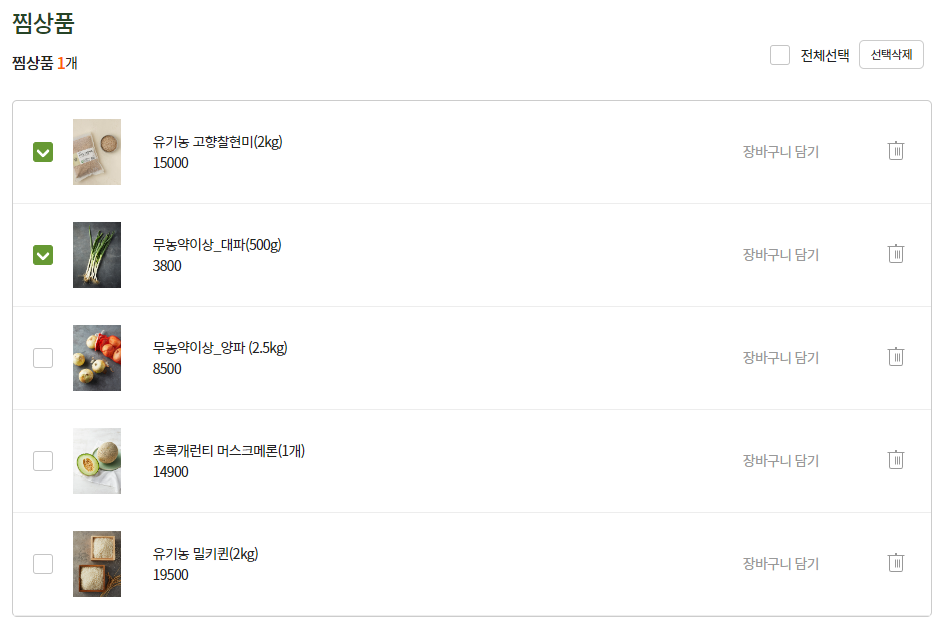 찜상품
찜상품 1개
전체선택 선택삭제
유기농 고향찰현미(2kg)
15000
장바구니 담기
무농약이상_대파(500g)
3800
장바구니 담기
무농약이상_양파 (2.5kg)
8500
장바구니 담기
초록개런티 머스크메론(1개)
14900
장바구니 담기
유기농 밀키퀸(2kg)
19500
장바구니 담기